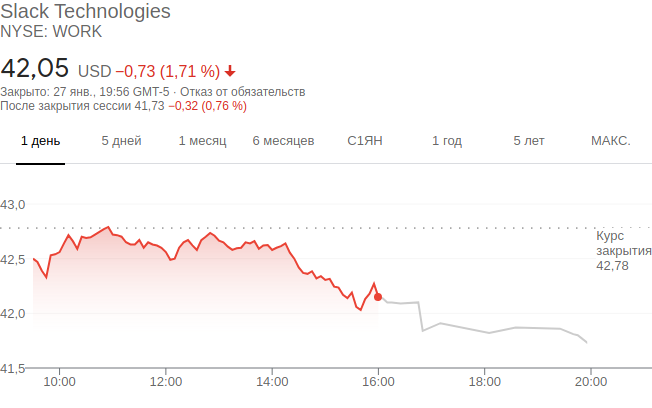 Slack Technologies
NYSE: WORK
42,05 USD −0,73 (1,71 %)
Закрыто: 27 янв., 19:56 GMT-5 · Отказ от обязательств
После закрытия сессии 41,73 −0,32 (0,76 %)
1 день 5 дней 1 месяц 6 месяцев С1ЯН 1 год 5 лет МАКС.
43,0
Курс
закрытия
42,78
42,5
42,0
41,5
10:00 12:00 14:00 16:00 18:00 20:00